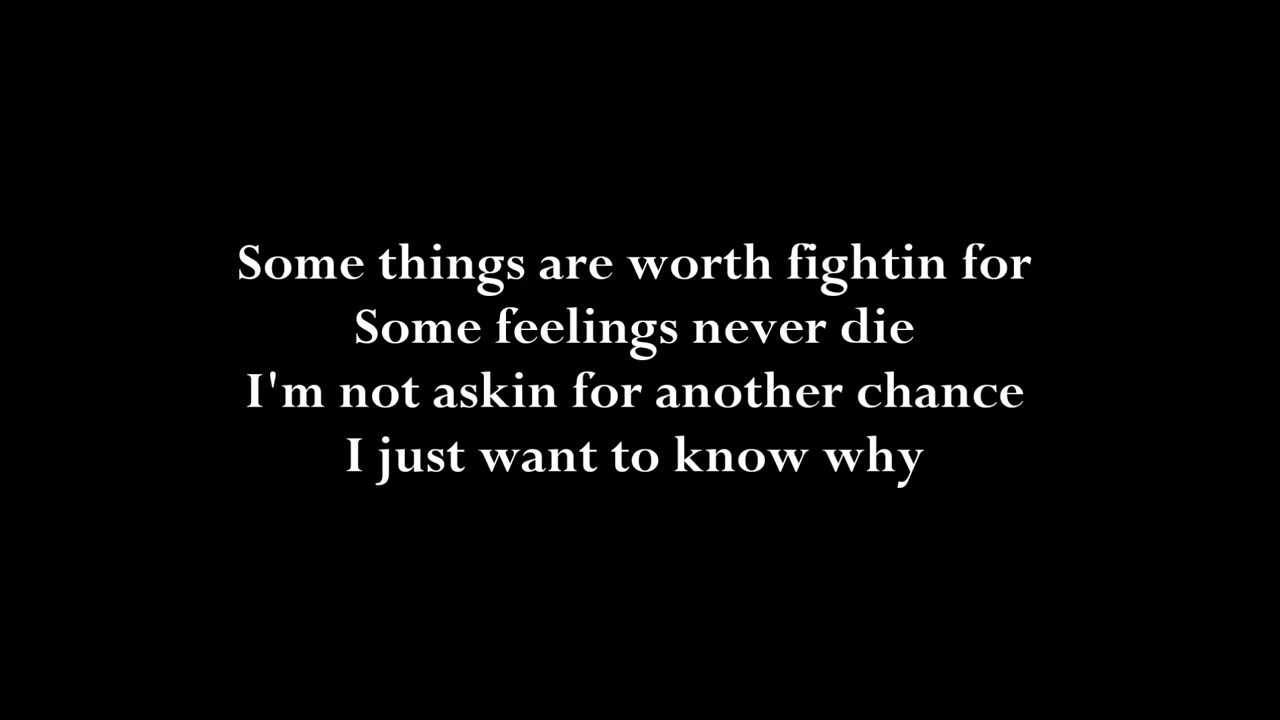 Some things are worth fightin for
Some feelings never die
I'm not askin for another chance
I just want to know why